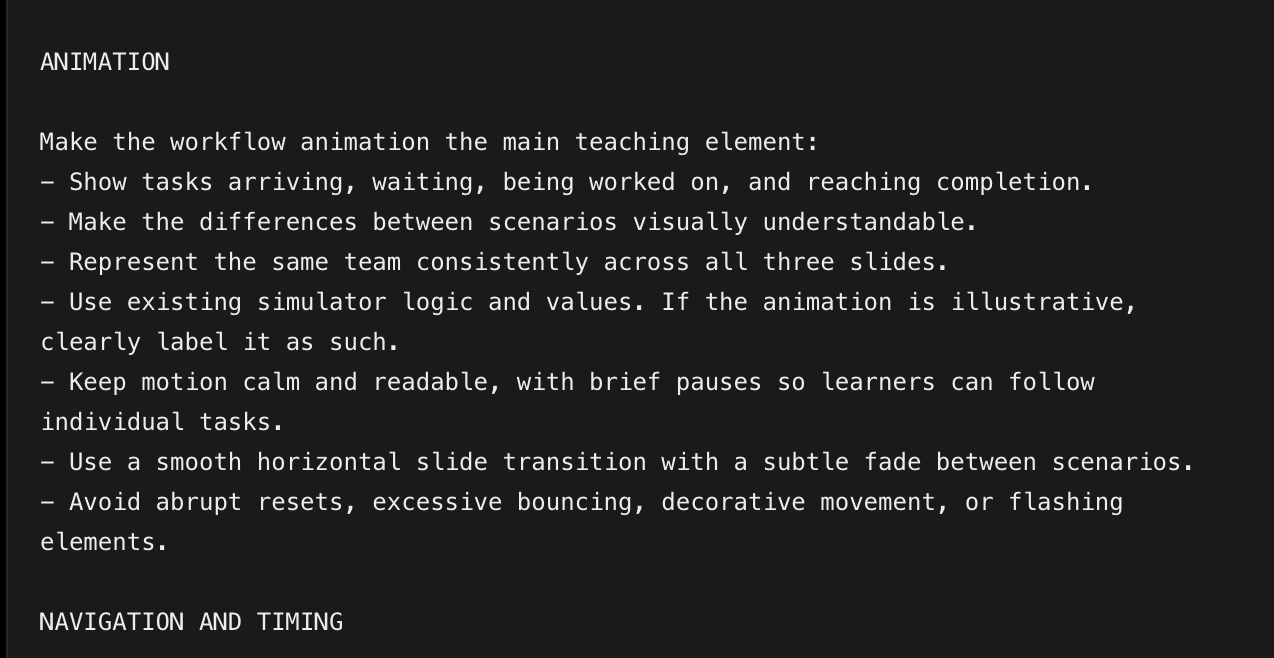 ANIMATION
Make the workflow animation the main teaching element:
– Show tasks arriving, waiting, being worked on, and reaching completion.
– Make the differences between scenarios visually understandable.
– Represent the same team consistently across all three slides.
– Use existing simulator logic and values. If the animation is illustrative,
clearly label it as such.
– Keep motion calm and readable, with brief pauses so learners can follow
individual tasks.
– Use a smooth horizontal slide transition with a subtle fade between scenarios.
– Avoid abrupt resets, excessive bouncing, decorative movement, or flashing
elements.
NAVIGATION AND TIMING